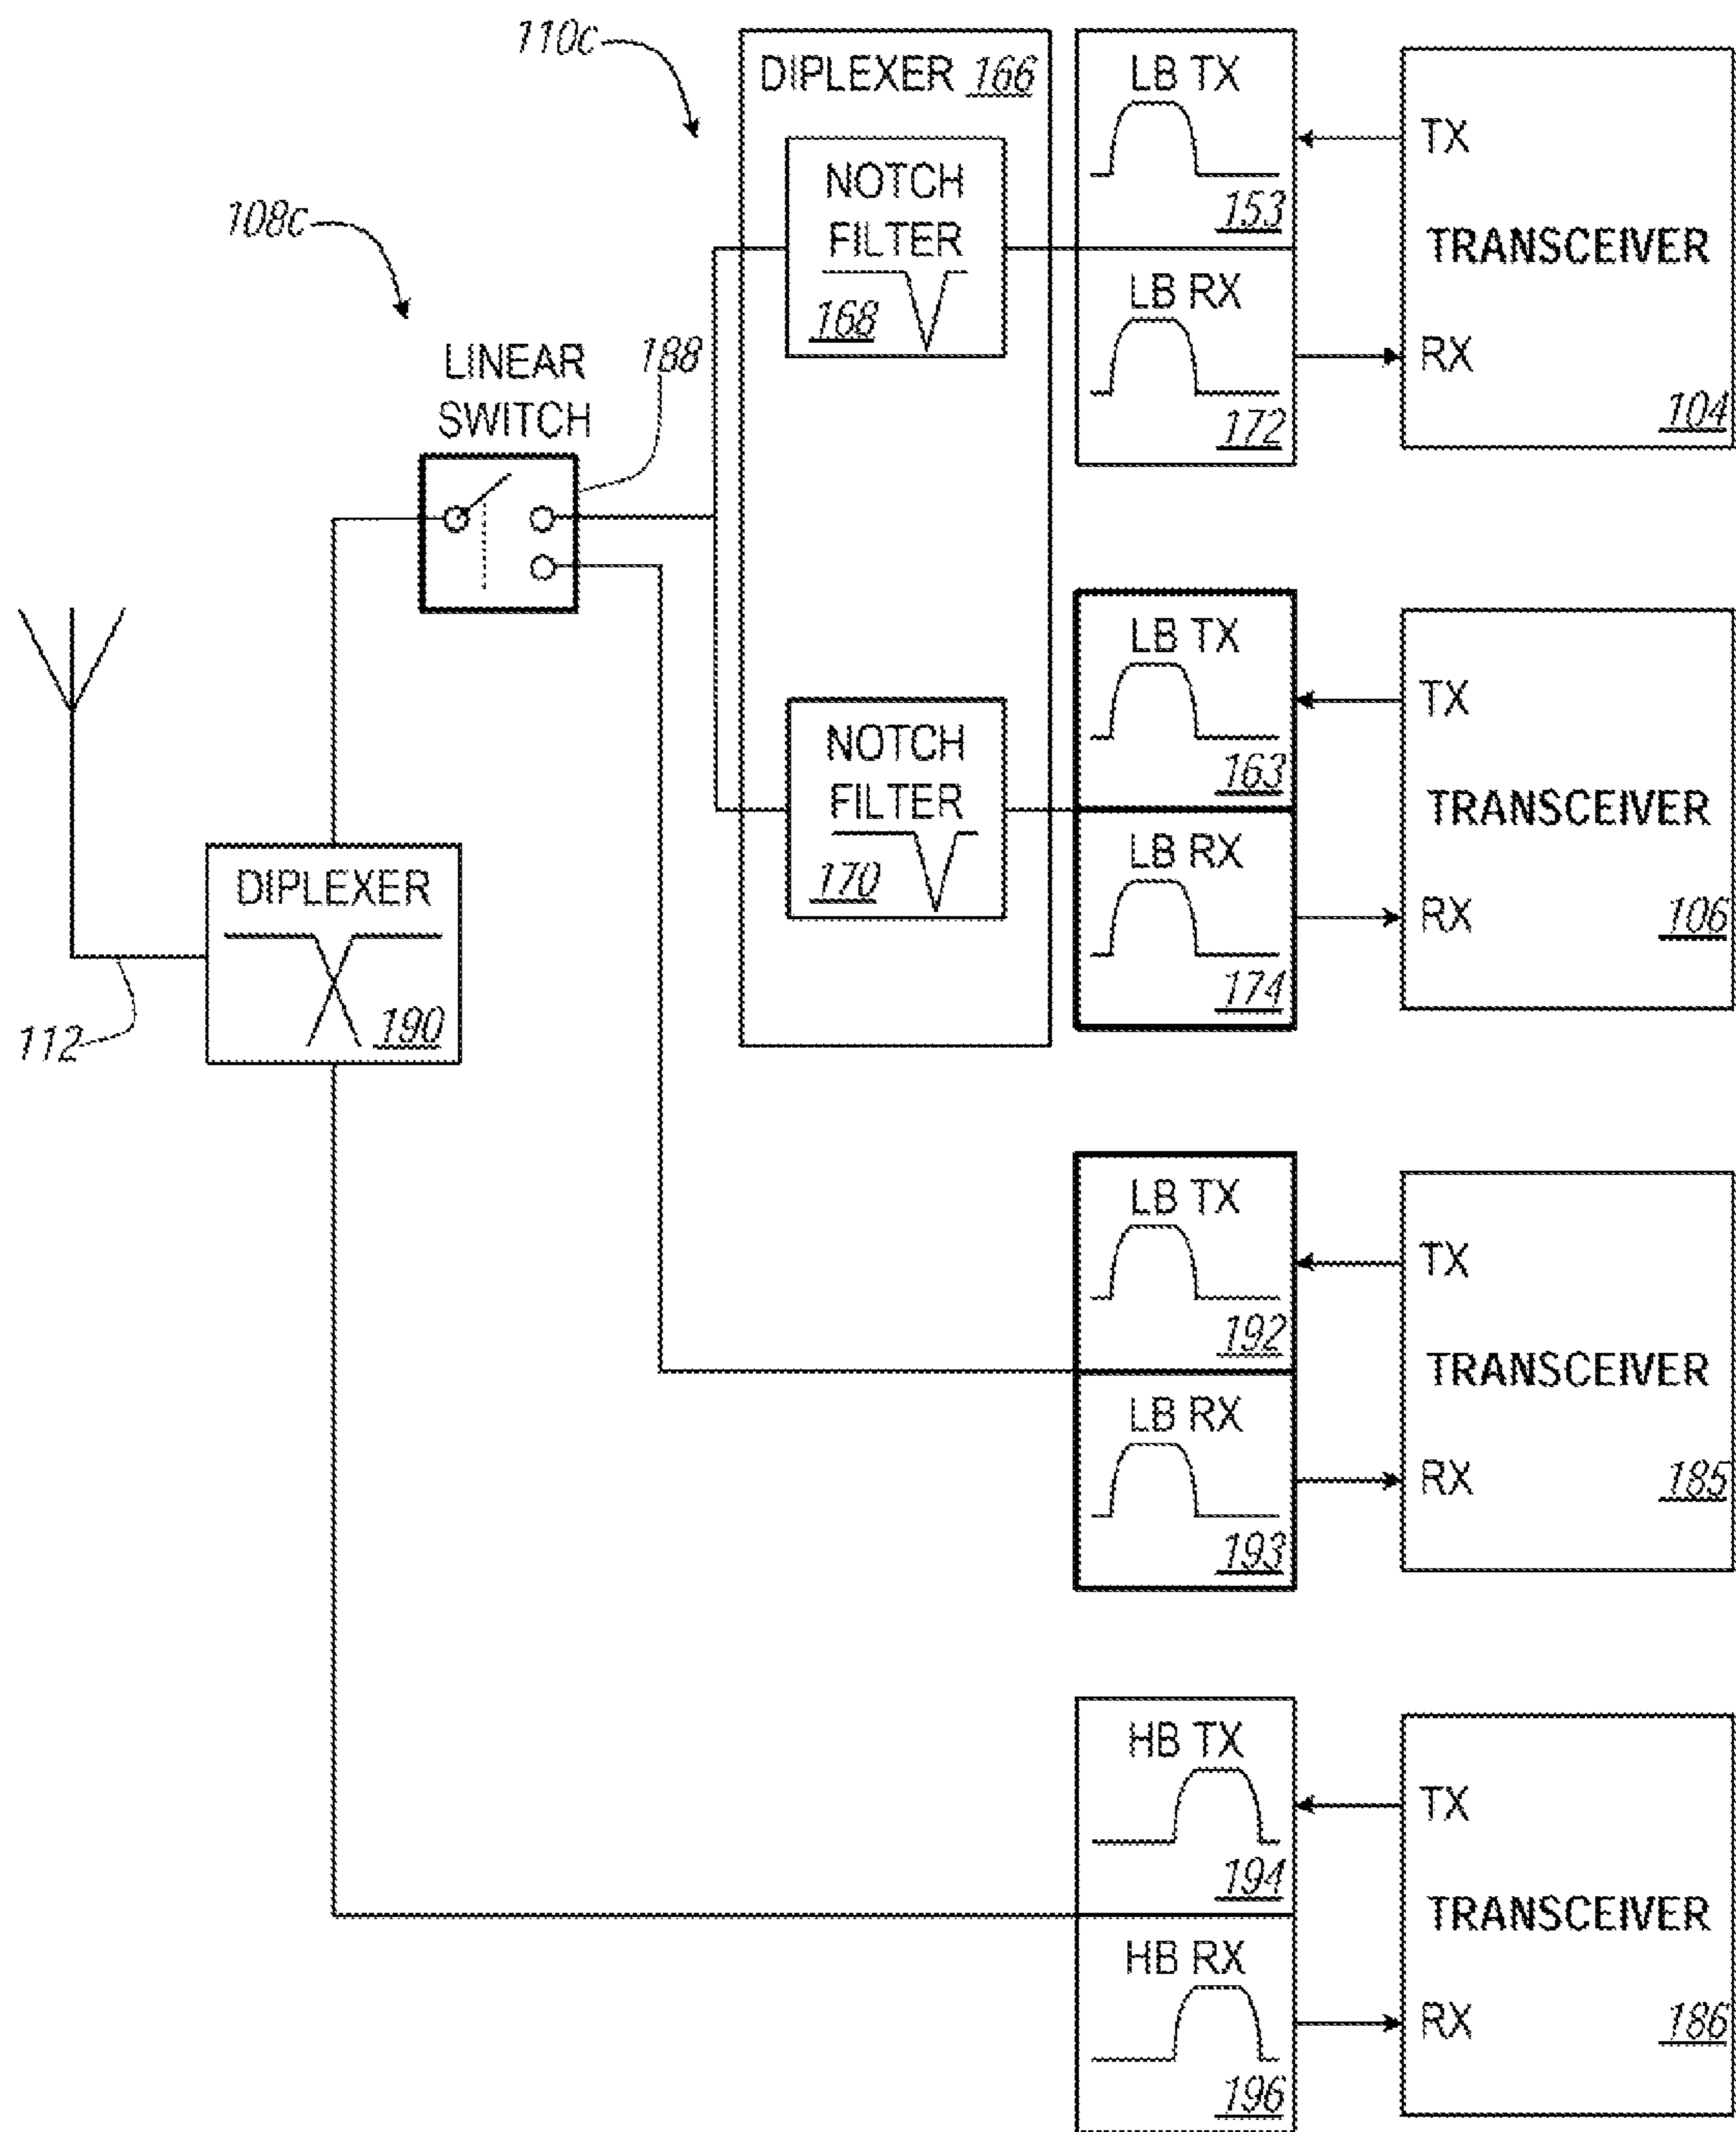 110c
DIPLEXER 166
NOTCH
FILTER
168
LB TX
153
LB RX
172
TX
TRANSCEIVER
RX
104
108c
LINEAR
SWITCH
188
NOTCH
FILTER
170
LB TX
163
LB RX
174
TX
TRANSCEIVER
RX
106
DIPLEXER
190
112
LB TX
192
LB RX
193
TX
TRANSCEIVER
RX
185
HB TX
194
HB RX
196
TX
TRANSCEIVER
RX
186